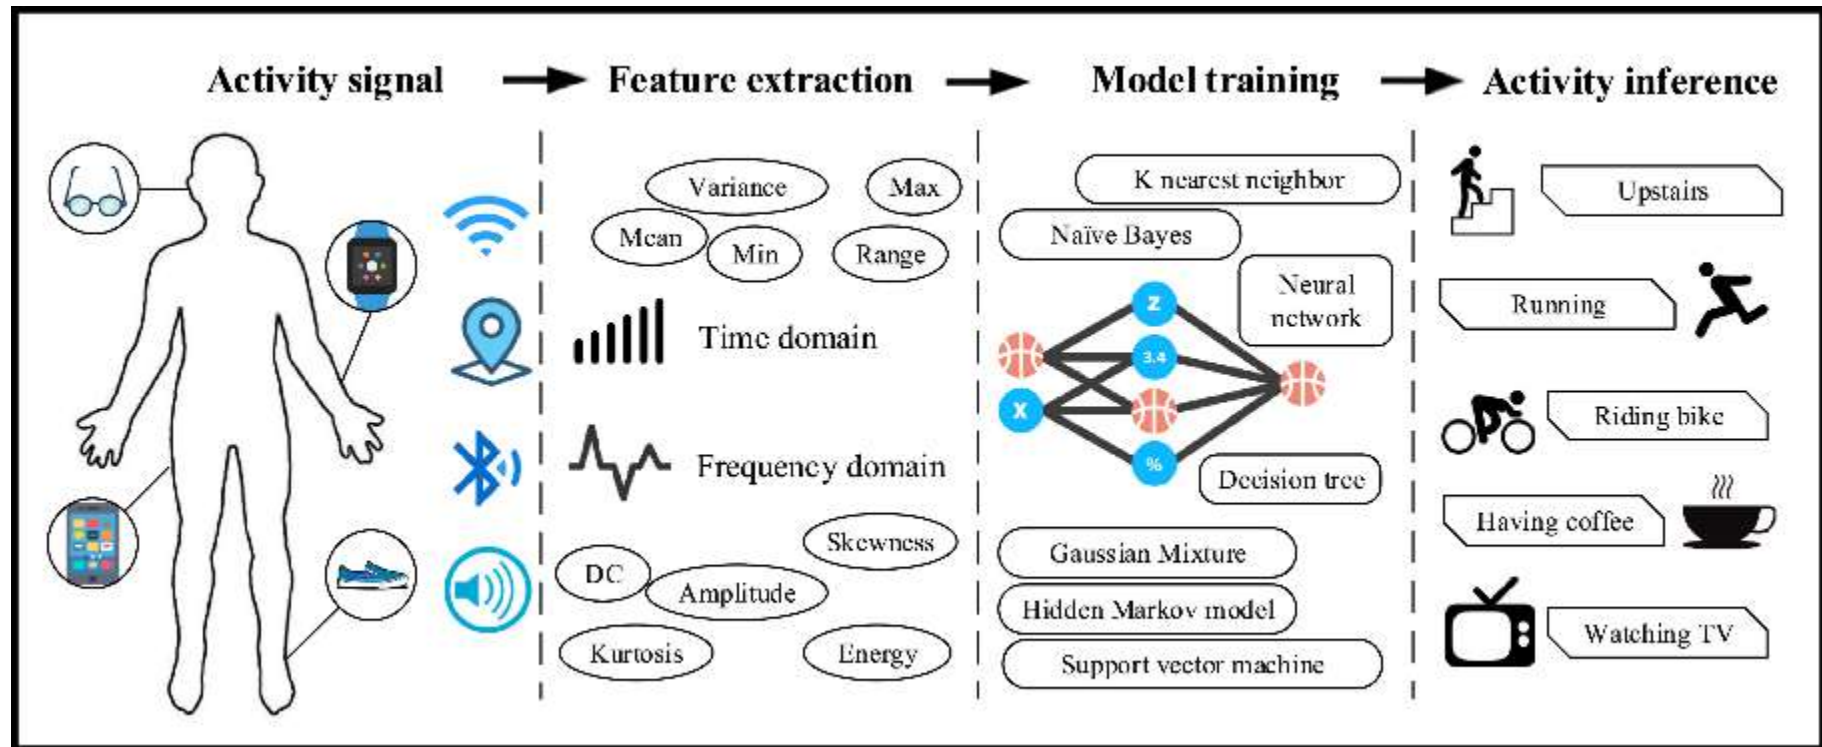 Activity signal
Feature extraction
Model training
Activity inference
Variance
Max
Mean
Min
Range
Time domain
Frequency domain
Skewness
DC
Amplitude
Kurtosis
Energy
K nearest neighbor
Naïve Bayes
Neural
network
Z
3.4
X
%
Decision tree
Gaussian Mixture
Hidden Markov model
Support vector machine
Upstairs
Running
Riding bike
Having coffee
Watching TV